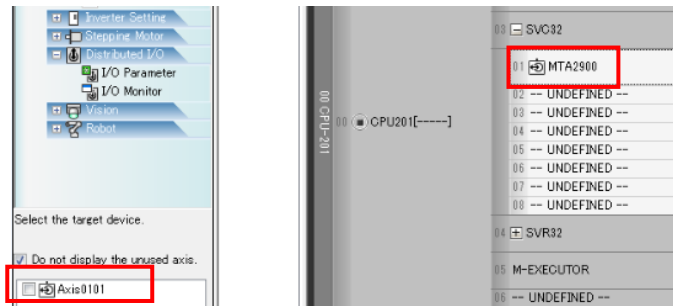 Inverter Setting
Stepping Motor
Distributed I/O
I/O Parameter
I/O Monitor
Vision
Robot
Select the target device.
Do not display the unused axis.
Axis0101
00 CPU-201
00 CPU201[-----]
03 SVC32
01 MTA2900
02 -- UNDEFINED --
03 -- UNDEFINED --
04 -- UNDEFINED --
05 -- UNDEFINED --
06 -- UNDEFINED --
07 -- UNDEFINED --
08 -- UNDEFINED --
04 SVR32
05 M-EXECUTOR
06 -- UNDEFINED --